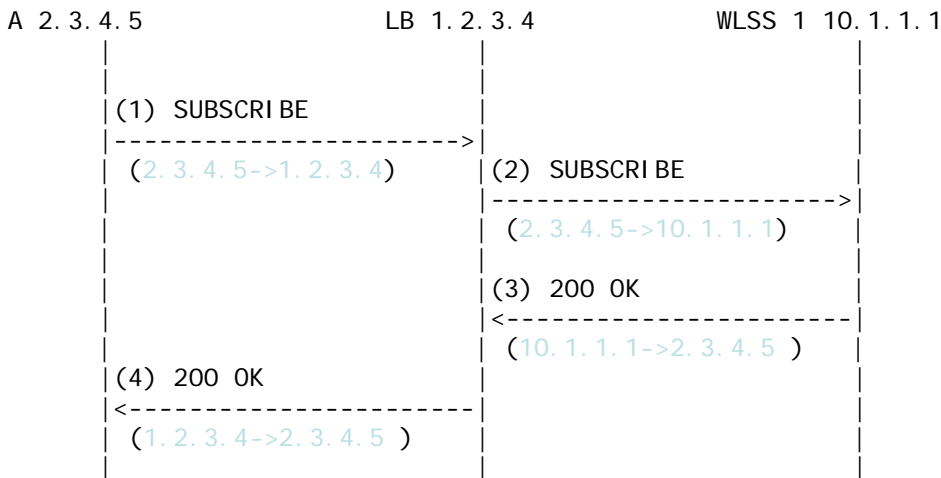 A 2.3.4.5 LB 1.2.3.4 WLSS 1 10.1.1.1
(1) SUBSCRIBE
------------------------>
(2.3.4.5->1.2.3.4) (2) SUBSCRIBE
----------------------->
(2.3.4.5->10.1.1.1)
(3) 200 OK
<-----------------------
(10.1.1.1->2.3.4.5 )
(4) 200 OK
<------------------------
(1.2.3.4->2.3.4.5 )